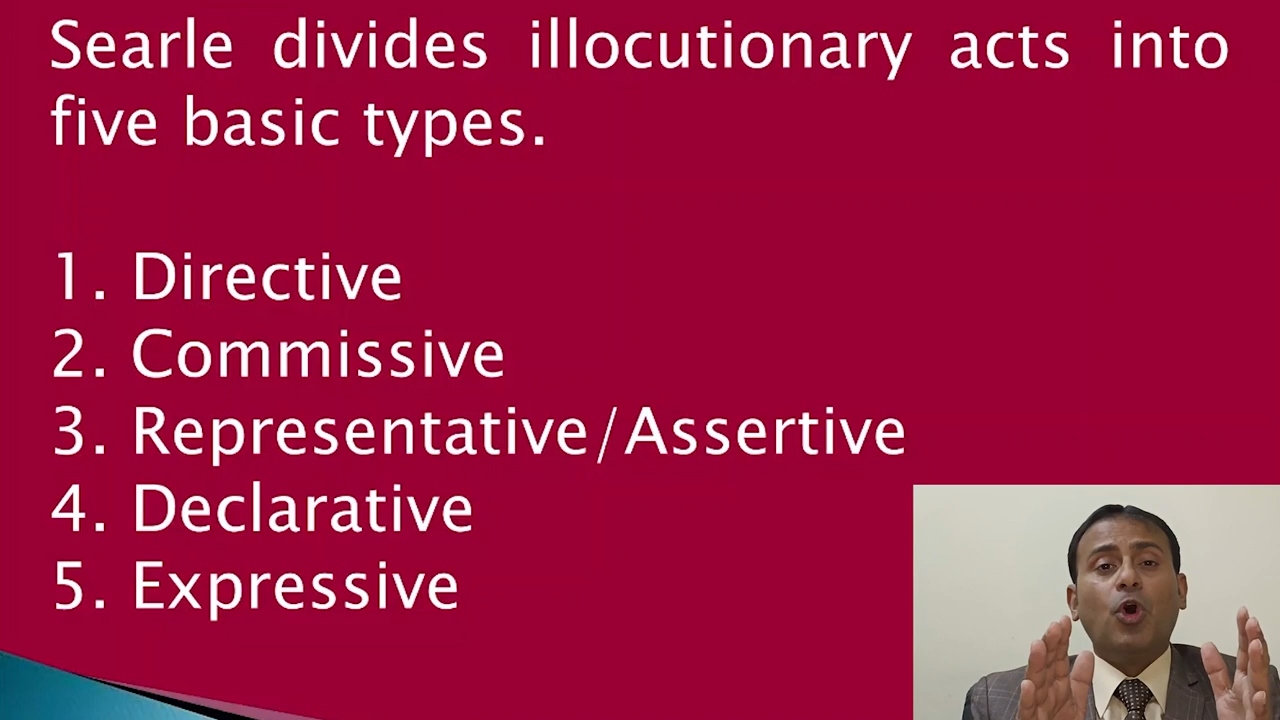 Searle divides illocutionary acts into
five basic types.
1. Directive
2. Commissive
3. Representative/Assertive
4. Declarative
5. Expressive